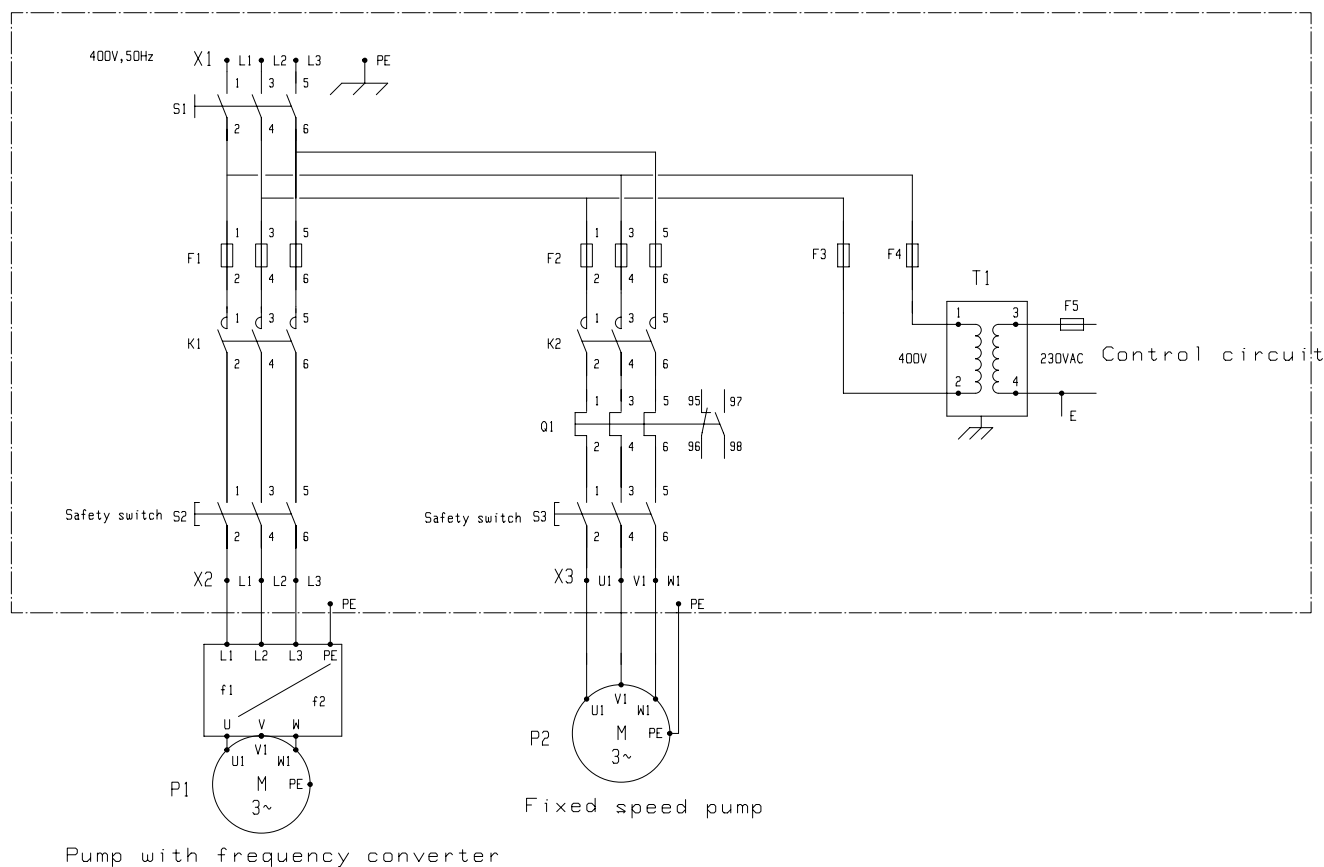 400V,50Hz X1 L1 L2 L3 PE
1 3 5
S1
2 4 6
1 3 5 1 3 5
F1 F2 F3 F4
2 4 6 2 4 6
T1
F5
1 3 5 1 3 5 1 3
K1 K2 400V 230VAC Control circuit
2 4 6 2 4 6 2 4
1 3 5 95 97
E
Q1
2 4 6 96 98
1 3 5 1 3 5
Safety switch S2 Safety switch S3
2 4 6 2 4 6
X2 L1 L2 L3 X3 U1 V1 W1
PE PE
L1 L2 L3 PE
f1
f2
V1
U1 W1
U V W
P2 M PE
3~
V1
U1 W1
P1 M PE
3~
Fixed speed pump
Pump with frequency converter